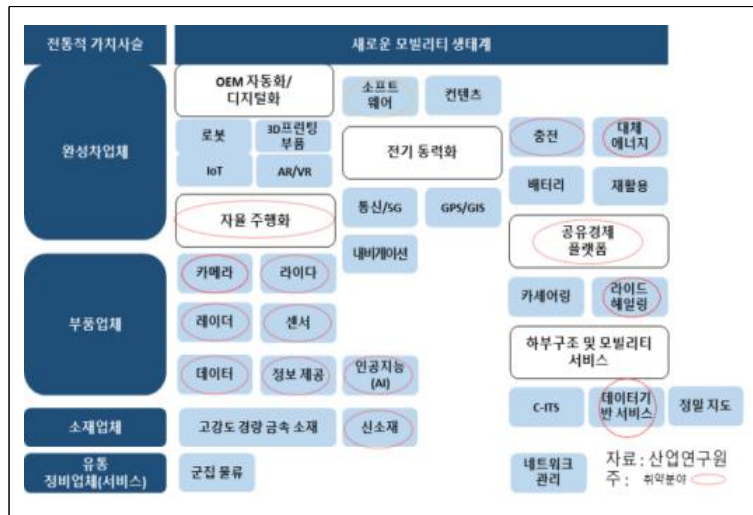 전통적 가치사슬
새로운 모빌리티 생태계
완성차업체
OEM 자동화/
디지털화
소프트
웨어
컨텐츠
로봇
3D프린팅
부품
전기 동력화
충전
대체
에너지
IoT
AR/VR
배터리
재활용
자율 주행화
통신/5G
GPS/GIS
공유경제
플랫폼
내비게이션
부품업체
카메라
라이다
카셰어링
라이드
헤일링
레이더
센서
하부구조 및 모빌리티
서비스
데이터
정보 제공
인공지능
(AI)
C-ITS
데이터기
반 서비스
정밀 지도
소재업체
고강도 경량 금속 소재
신소재
유통
정비업체(서비스)
군집 물류
네트워크
관리
자료 : 산업연구원
주 : 취약분야